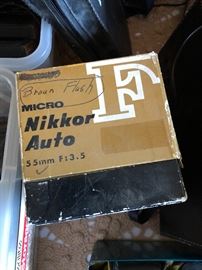 Braun Flash
F
MICRO
Nikkor
Auto
55mm F:3.5